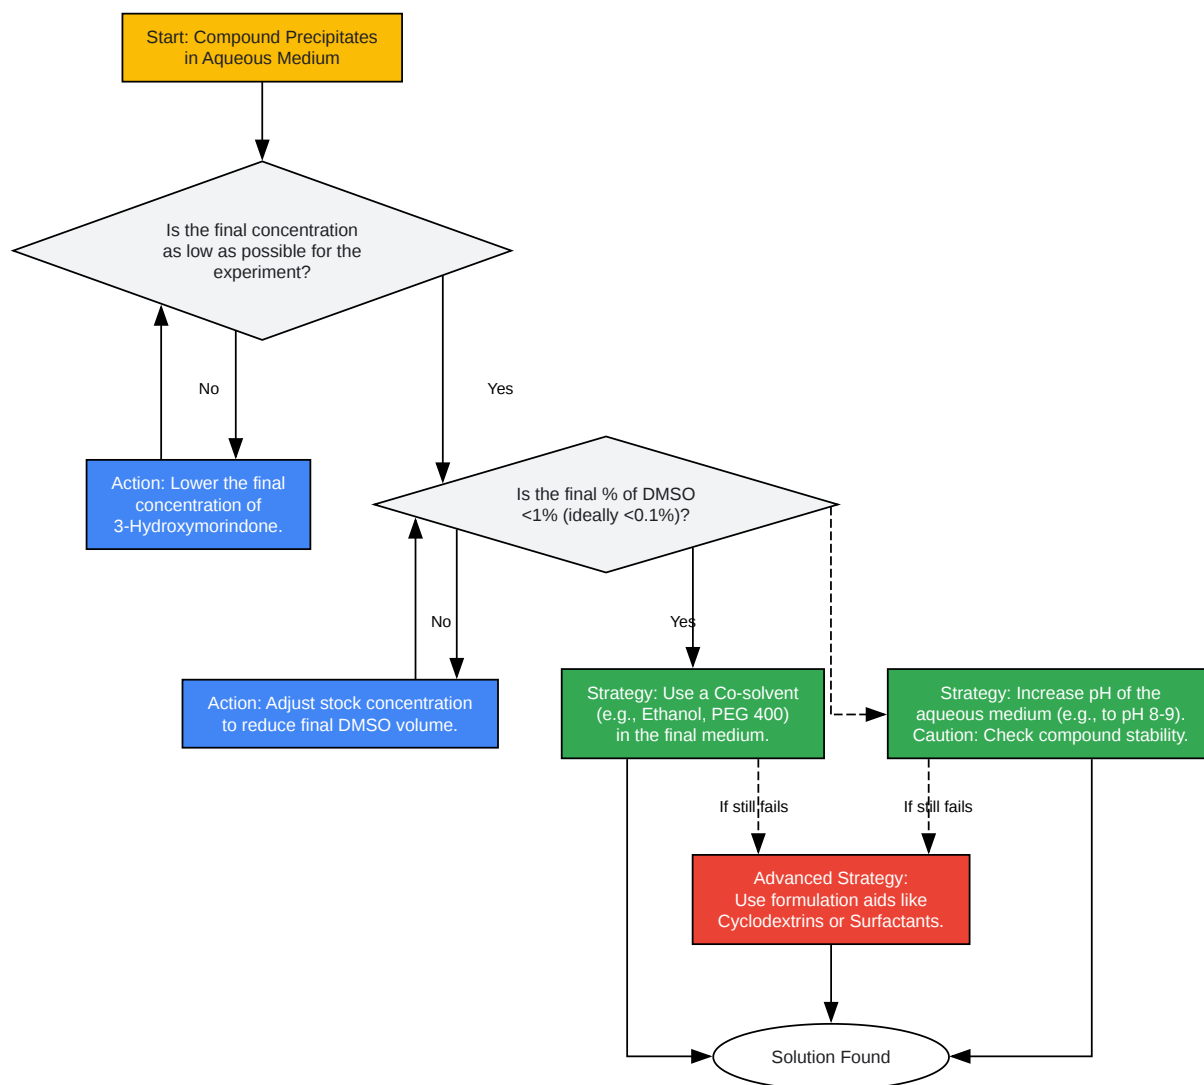 Start: Compound Precipitates
in Aqueous Medium
Is the final concentration
as low as possible for the
experiment?
No
Yes
Action: Lower the final
concentration of
3-Hydroxymorindone.
Is the final % of DMSO
<1% (ideally <0.1%)?
No
Yes
Action: Adjust stock concentration
to reduce final DMSO volume.
Strategy: Use a Co-solvent
(e.g., Ethanol, PEG 400)
in the final medium.
Strategy: Increase pH of the
aqueous medium (e.g., to pH 8-9).
Caution: Check compound stability.
If still fails
If still fails
Advanced Strategy:
Use formulation aids like
Cyclodextrins or Surfactants.
Solution Found